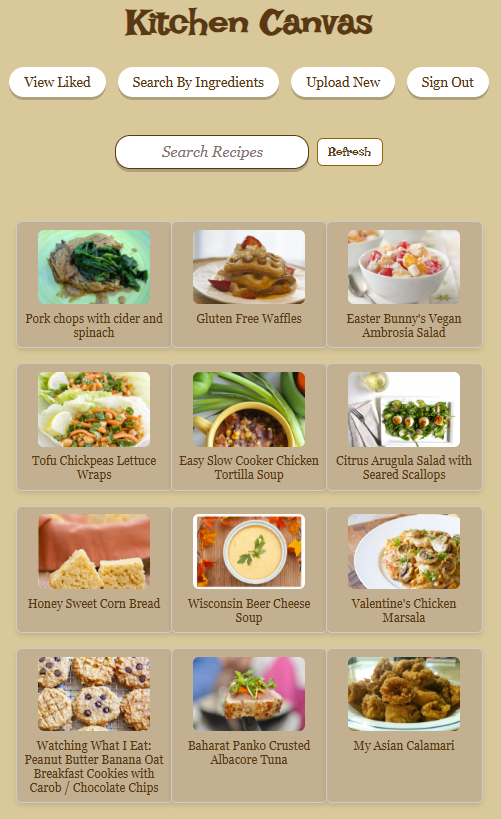 Kitchen Canvas
View Liked
Search By Ingredients
Upload New
Sign Out
Search Recipes
Refresh
Pork chops with cider and
spinach
Gluten Free Waffles
Easter Bunny's Vegan
Ambrosia Salad
Tofu Chickpeas Lettuce
Wraps
Easy Slow Cooker Chicken
Tortilla Soup
Citrus Arugula Salad with
Seared Scallops
Honey Sweet Corn Bread
Wisconsin Beer Cheese
Soup
Valentine's Chicken
Marsala
Watching What I Eat:
Peanut Butter Banana Oat
Breakfast Cookies with
Carob / Chocolate Chips
Baharat Panko Crusted
Albacore Tuna
My Asian Calamari